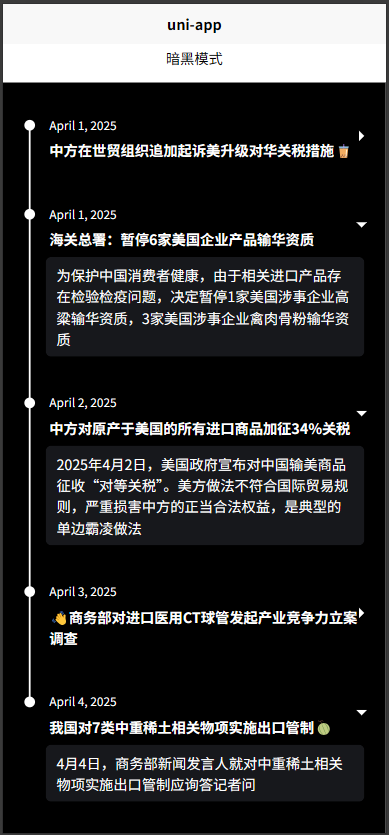 uni-app
暗黑模式
April 1, 2025
中方在世贸组织追加起诉美升级对华关税措施🧋
April 1, 2025
海关总署：暂停6家美国企业产品输华资质
为保护中国消费者健康，由于相关进口产品存
在检验检疫问题，决定暂停1家美国涉事企业高
粱输华资质，3家美国涉事企业禽肉骨粉输华资
质
April 2, 2025
中方对原产于美国的所有进口商品加征34%关税
2025年4月2日，美国政府宣布对中国输美商品
征收“对等关税”。美方做法不符合国际贸易规
则，严重损害中方的正当合法权益，是典型的
单边霸凌做法
April 3, 2025
👋商务部对进口医用CT球管发起产业竞争力立案
调查
April 4, 2025
我国对7类中重稀土相关物项实施出口管制🍈
4月4日，商务部新闻发言人就对中重稀土相关
物项实施出口管制应询答记者问